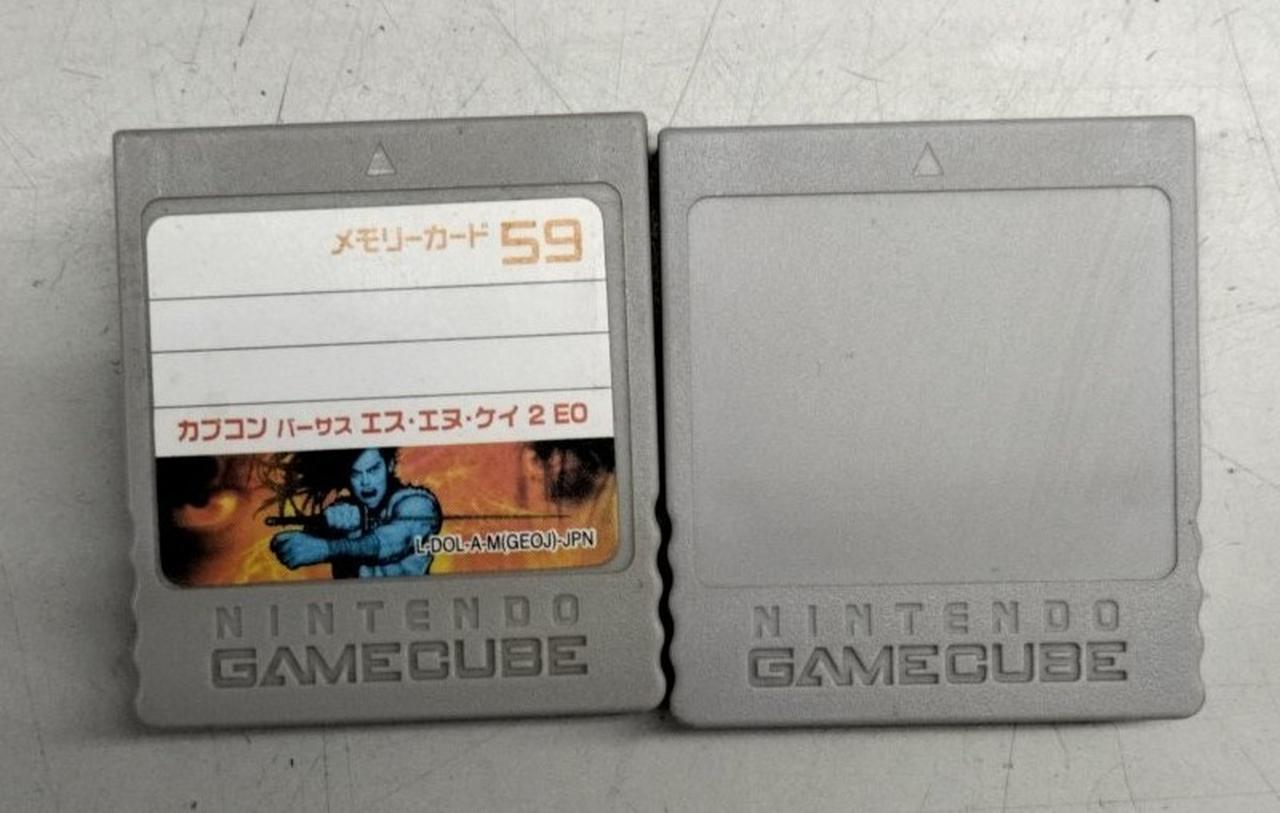 メモリーカード 59
カプコン バーサス エス・エヌ・ケイ 2 EO
L-DOL-A-M(GEOJ)-JPN
NINTENDO
GAMECUBE
NINTENDO
GAMECUBE